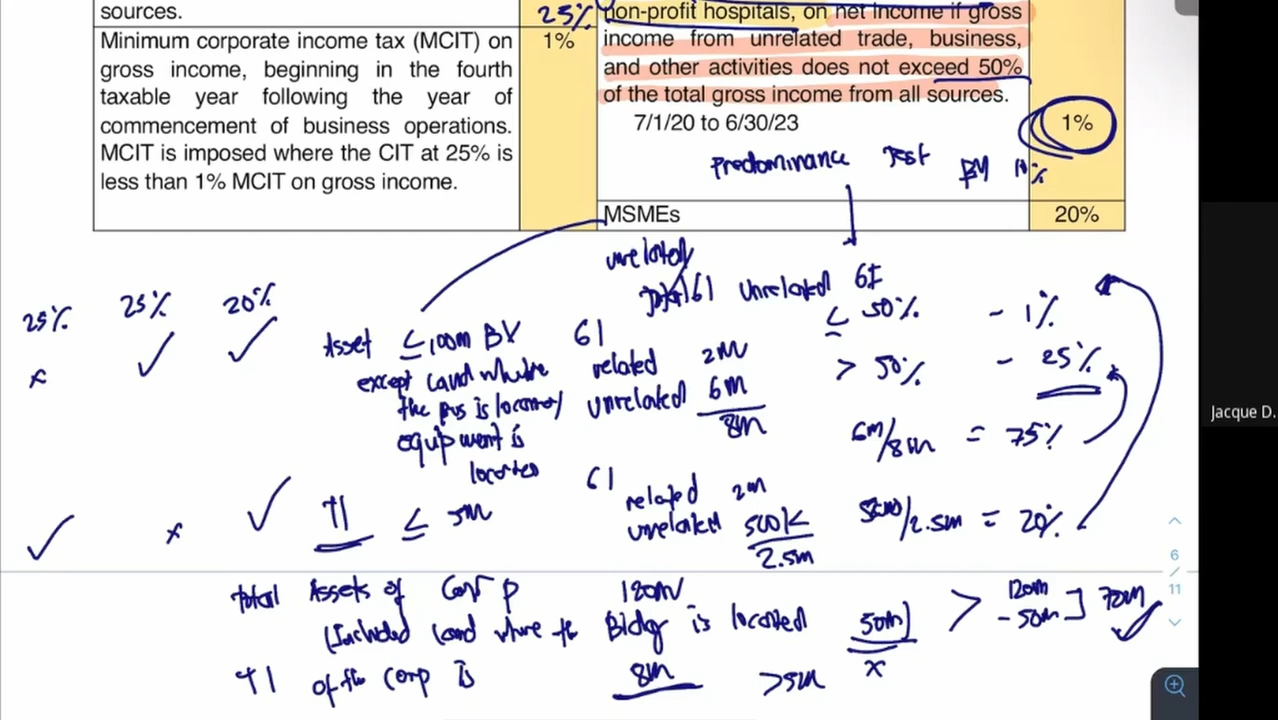 sources.
25%
Minimum corporate income tax (MCIT) on
gross income, beginning in the fourth
taxable year following the year of
commencement of business operations.
MCIT is imposed where the CIT at 25% is
less than 1% MCIT on gross income.
1%
non-profit hospitals, on net income if gross
income from unrelated trade, business,
and other activities does not exceed 50%
of the total gross income from all sources.
7/1/20 to 6/30/23
1%
Predominance Test
MSMEs
20%
unrelated
unrelated GI
25% 25% 20%
≤ 50% - 1%
Asset ≤ 100m BV
GI
related 2M
> 50% - 25%
except land where
the bus is located/
unrelated 6m
8m
equipment is
located
6m/8m = 75%
GI
related 2m
TI ≤ 5M
unrelated 500K
2.5m
500/2.5m = 20%
total Assets of Corp 120M
(Included land where the Bldg is located 50m)
> 120m
- 50m] 70m
TI of the corp is 8m > 5m x
Jacque D.
6
/
11